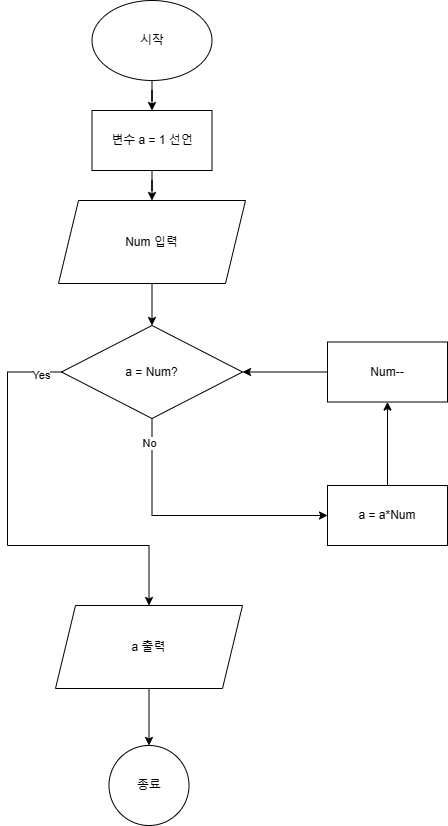 시작
변수 a = 1 선언
Num 입력
a = Num?
Num--
Yes
No
a = a*Num
a 출력
종료